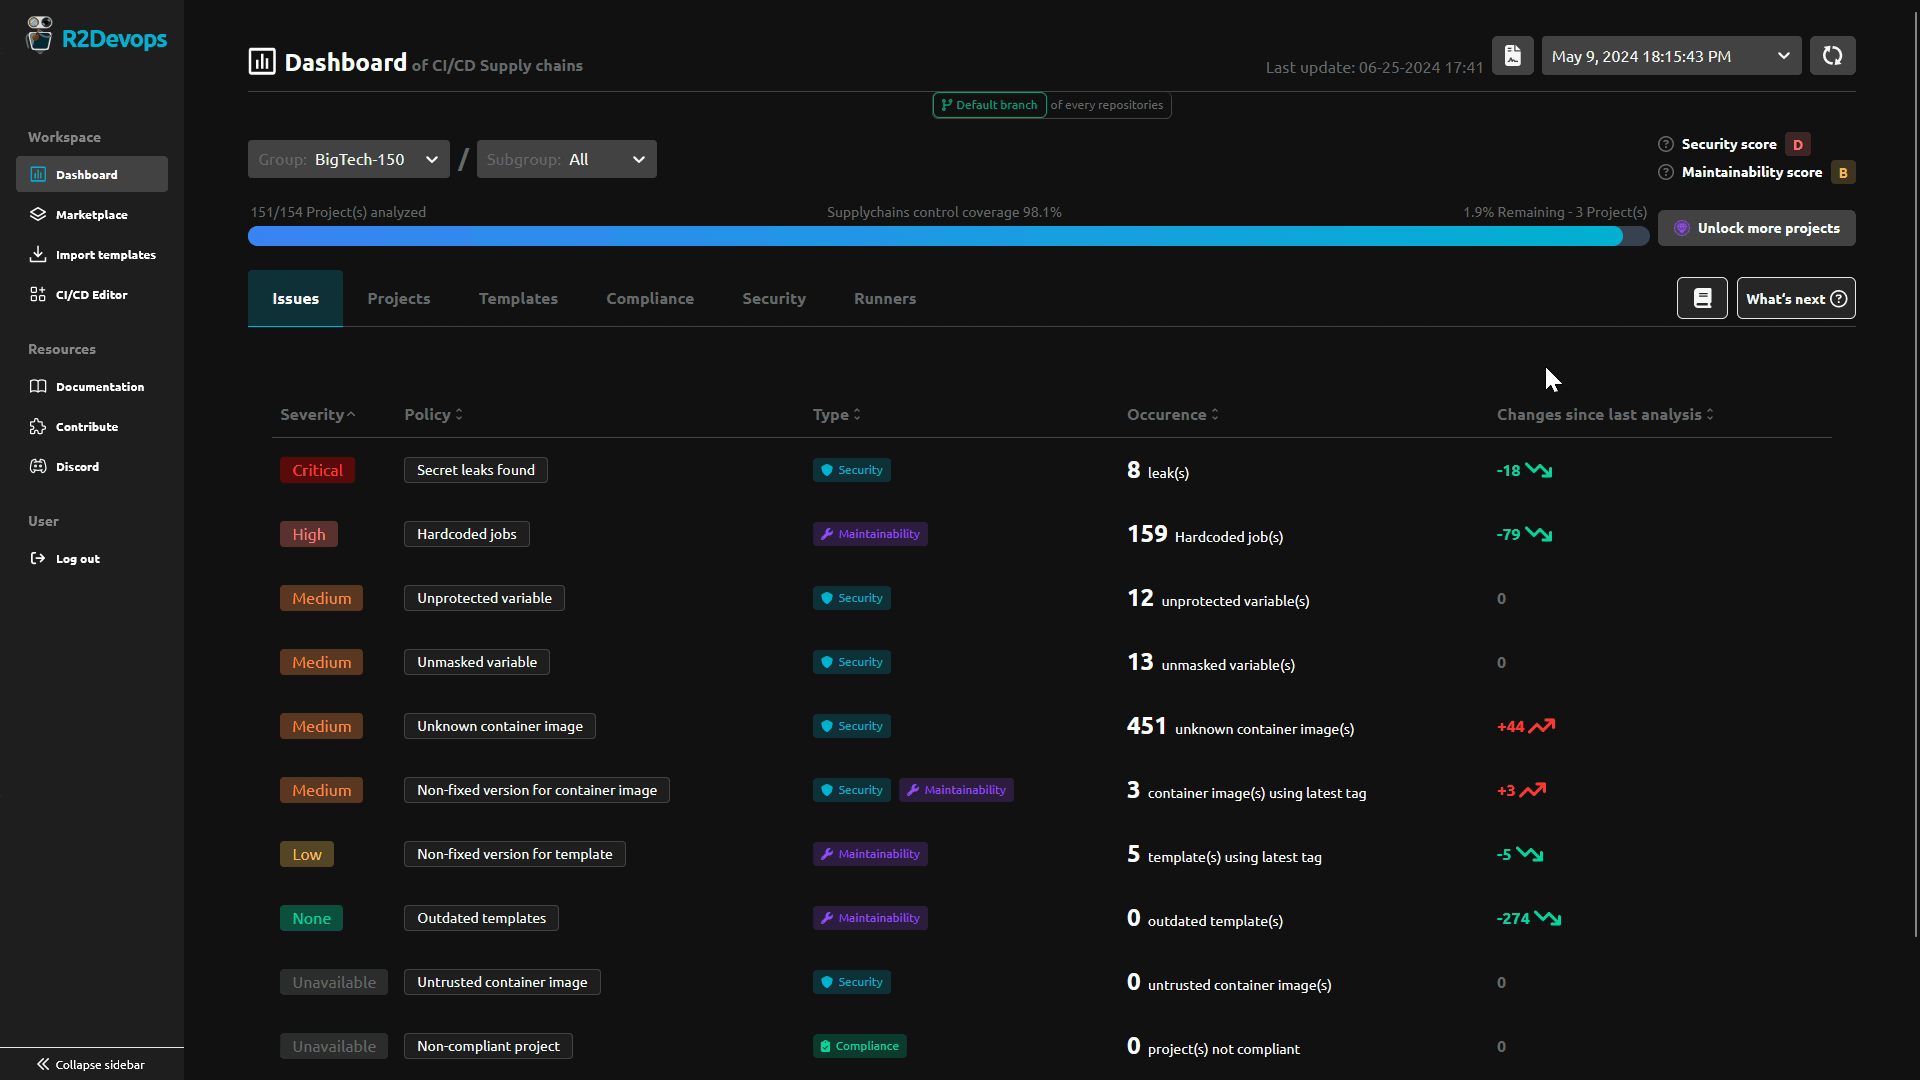 R2Devops
Workspace
Dashboard
Marketplace
Import templates
CI/CD Editor
Resources
Documentation
Contribute
Discord
User
Log out
Collapse sidebar
Dashboard of CI/CD Supply chains
Last update: 06-25-2024 17:41
May 9, 2024 18:15:43 PM
Default branch of every repositories
Group: BigTech-150 / Subgroup: All
Security score D
Maintainability score B
151/154 Project(s) analyzed
Supplychains control coverage 98.1%
1.9% Remaining - 3 Project(s)
Unlock more projects
Issues Projects Templates Compliance Security Runners
What's next ?
Severity Policy Type Occurence Changes since last analysis
Critical Secret leaks found Security 8 leak(s) -18
High Hardcoded jobs Maintainability 159 Hardcoded job(s) -79
Medium Unprotected variable Security 12 unprotected variable(s) 0
Medium Unmasked variable Security 13 unmasked variable(s) 0
Medium Unknown container image Security 451 unknown container image(s) +44
Medium Non-fixed version for container image Security Maintainability 3 container image(s) using latest tag +3
Low Non-fixed version for template Maintainability 5 template(s) using latest tag -5
None Outdated templates Maintainability 0 outdated template(s) -274
Unavailable Untrusted container image Security 0 untrusted container image(s) 0
Unavailable Non-compliant project Compliance 0 project(s) not compliant 0